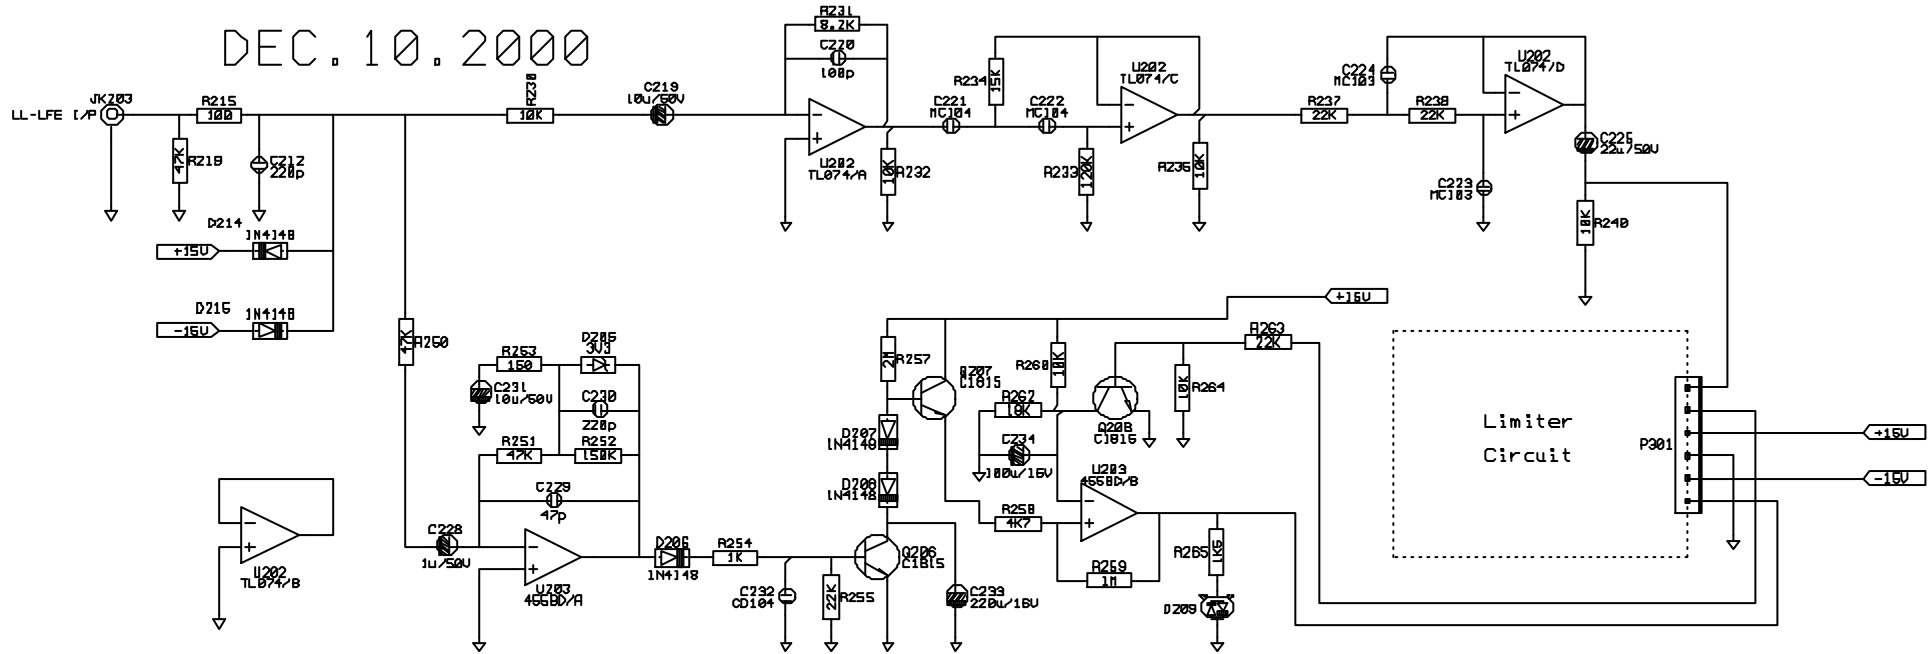 DEC.10.2000
JK203
LL-LFE I/P
R215
100
47K
R218
C217
220p
D214
1N4148
+15V
D215
1N4148
-15V
R230
10K
C219
10u/50V
R231
8.2K
C220
100p
U202
TL074/A
10K
R232
C221
MC104
R234
15K
C222
MC104
U202
TL074/C
R233
120K
R235
10K
R237
22K
C224
MC103
R238
22K
U202
TL074/D
C223
MC103
C225
22u/50V
10K
R240
47K
R250
R253
150
D205
3V3
C231
10u/50V
C230
220p
R251
47K
R252
150K
C229
47p
C228
1u/50V
U203
4558D/A
U202
TL074/B
D206
1N4148
R254
1K
C232
CD104
22K
R255
Q206
C1815
C233
220u/16V
2M
R257
Q207
C1815
D207
1N4148
D208
1N4148
R260
10K
R262
18K
C234
100u/16V
Q208
C1815
10K
R264
R263
22K
+15V
U203
4558D/B
R258
4K7
R259
1M
R265
1K5
D209
Limiter
Circuit
P301
+15V
-15V